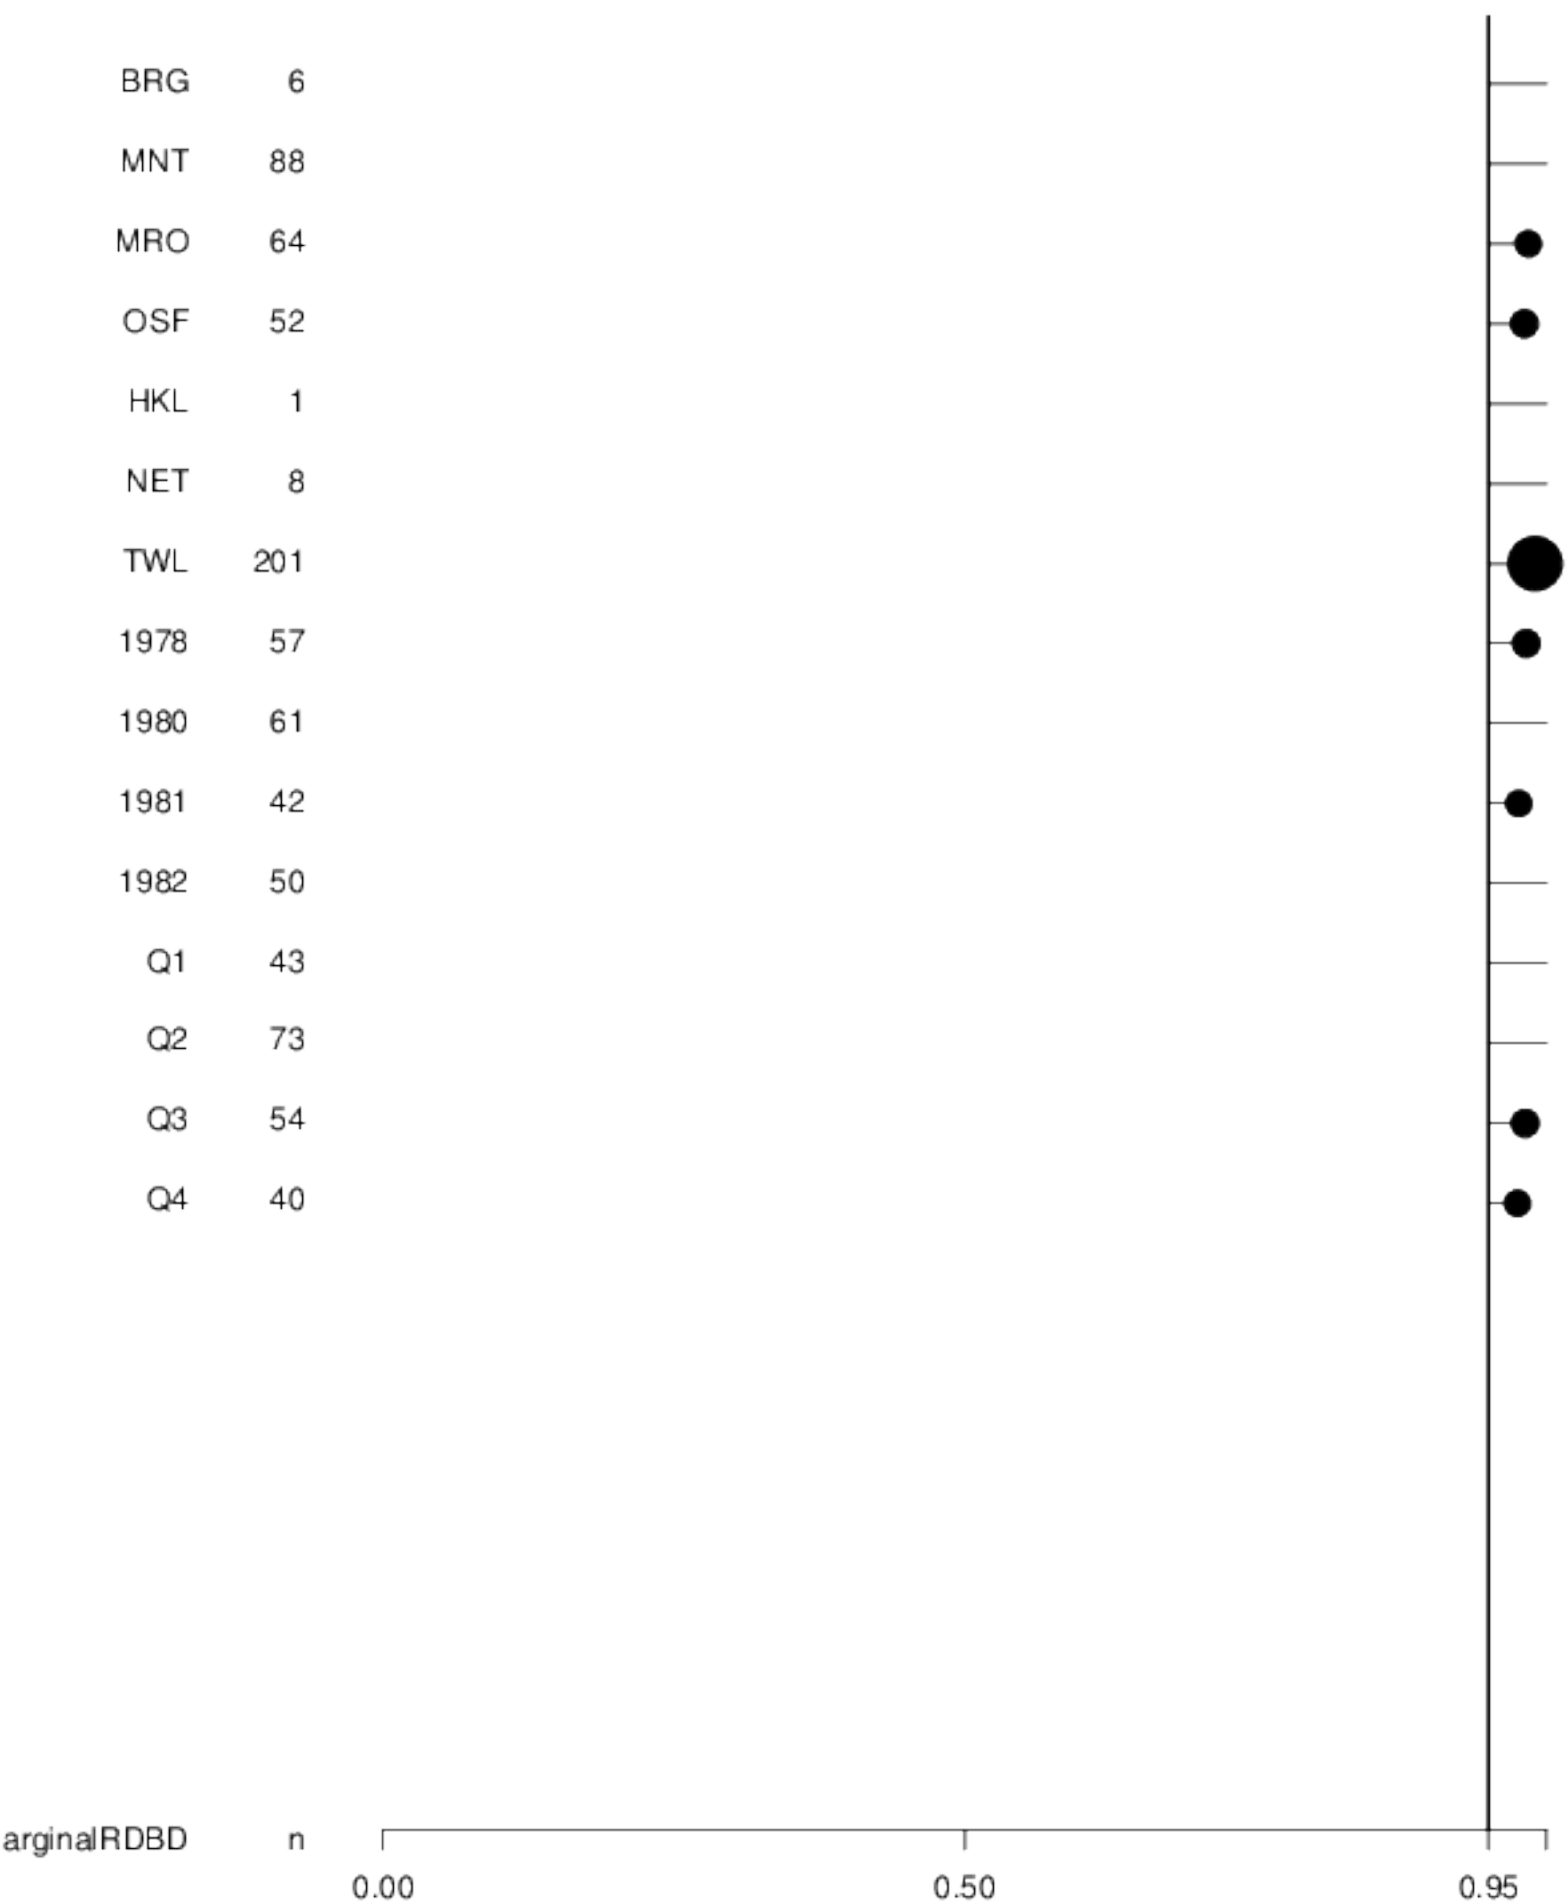 BRG 6
MNT 88
MRO 64
OSF 52
HKL 1
NET 8
TWL 201
1978 57
1980 61
1981 42
1982 50
Q1 43
Q2 73
Q3 54
Q4 40
arginalRDBD n
0.00 0.50 0.95